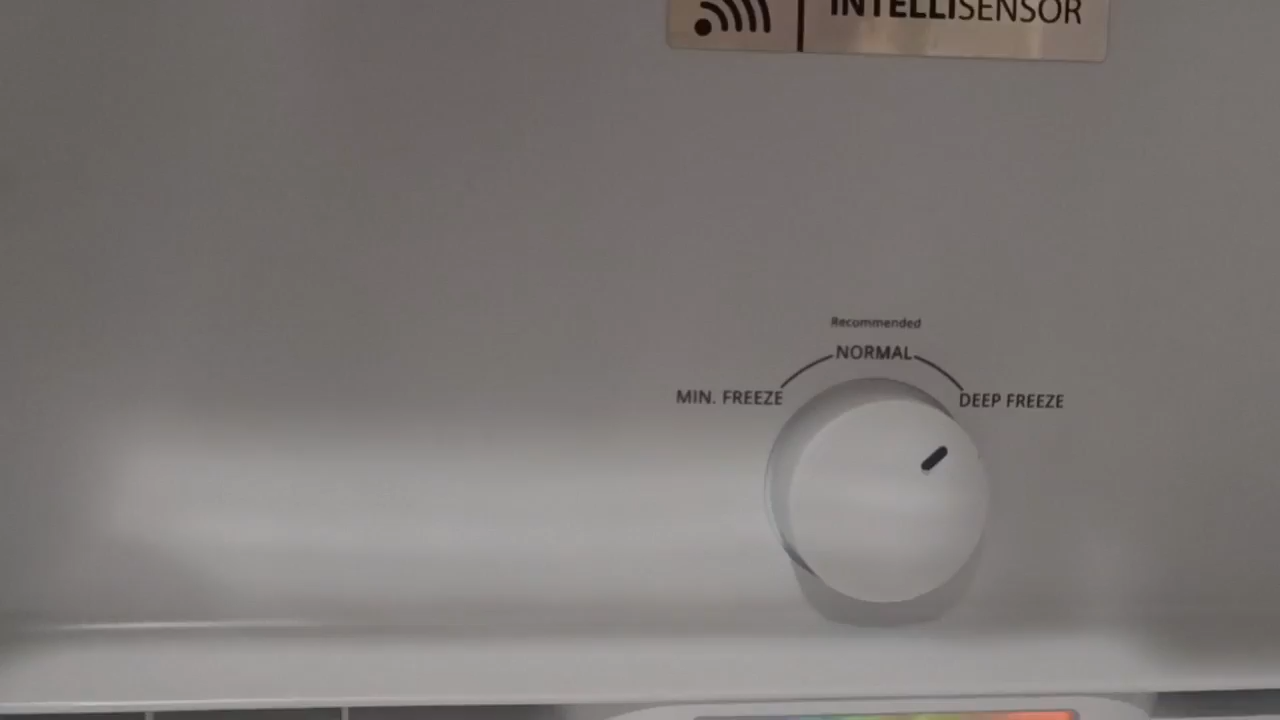 INTELLISENSOR
Recommended
NORMAL
MIN. FREEZE
DEEP FREEZE